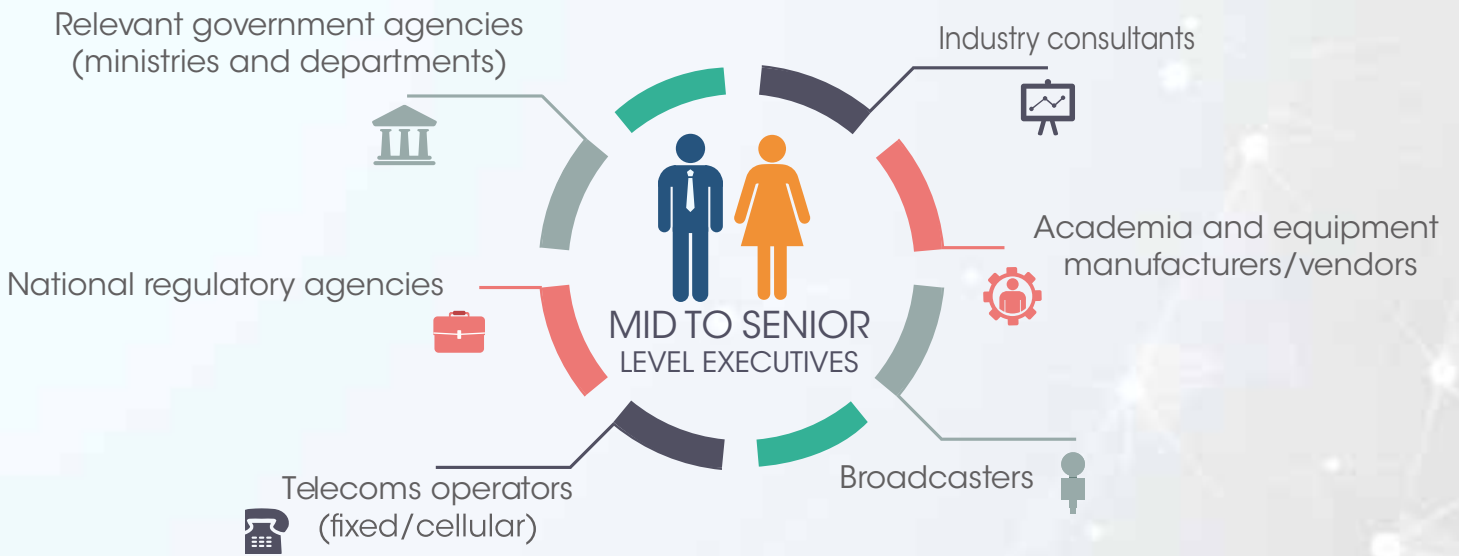 Relevant government agencies
(ministries and departments)
Industry consultants
Academia and equipment
manufacturers/vendors
National regulatory agencies
MID TO SENIOR
LEVEL EXECUTIVES
Telecoms operators
(fixed/cellular)
Broadcasters